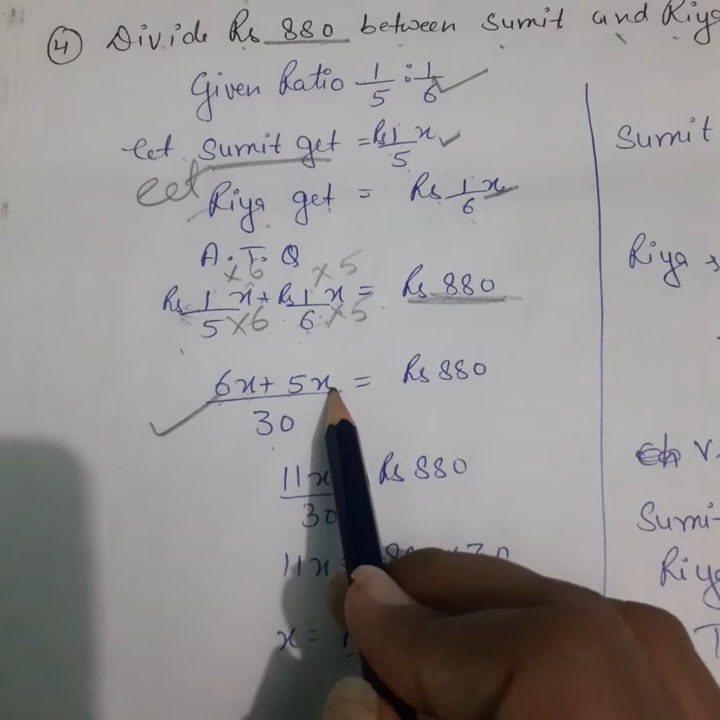 ④ Divide Rs 880 between Sumit and Riya
Given Ratio 1/5 : 1/6
Let Sumit get = Rs 1/5 x
Let Riya get = Rs 1/6 x
A.T.Q
Rs 1/5 x + Rs 1/6 x = Rs 880
×6 ×5
×6 ×5
6x + 5x / 30 = Rs 880
11x / 30 Rs 880
11x
x =
Sumit
Riya
Sumi-
Riy